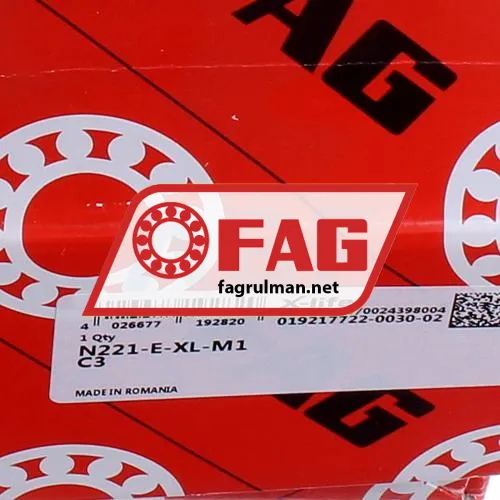 FAG
FAG
fagrulman.net
X-life
4 026677 192820
0024398004
019217722-0030-02
1 Qty
N221-E-XL-M1
C3
MADE IN ROMANIA